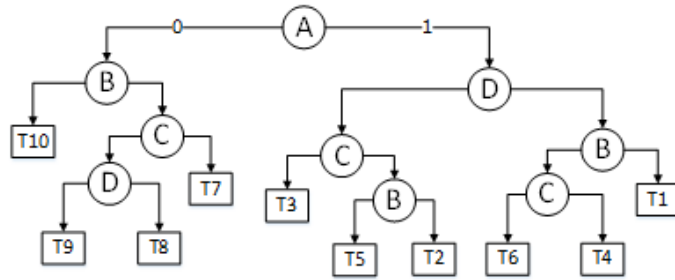 0 A 1
B D
T10 C C B
D T7 T3 B C T1
T9 T8 T5 T2 T6 T4